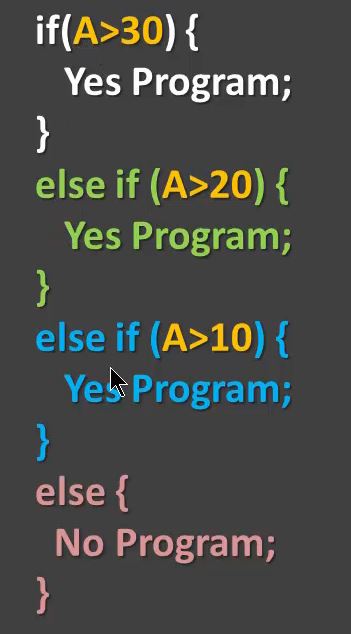 if(A>30) {
Yes Program;
}
else if (A>20) {
Yes Program;
}
else if (A>10) {
Yes Program;
}
else {
No Program;
}